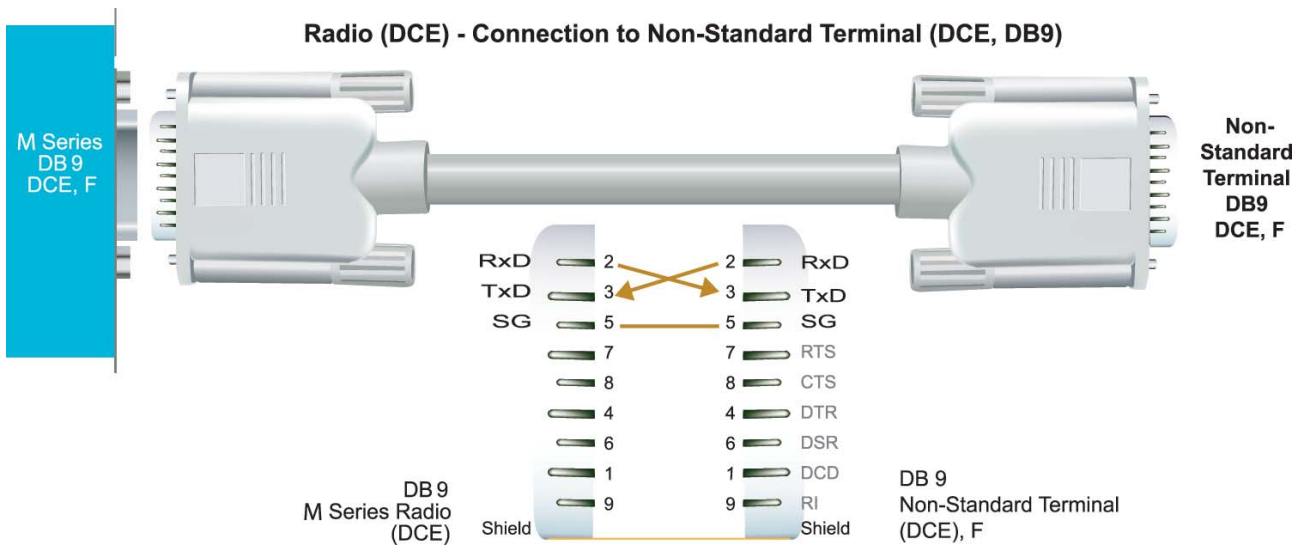 Radio (DCE) - Connection to Non-Standard Terminal (DCE, DB9)
M Series
DB 9
DCE, F
Non-
Standard
Terminal
DB9
DCE, F
RxD 2 2 RxD
TxD 3 3 TxD
SG 5 5 SG
7 7 RTS
8 8 CTS
4 4 DTR
6 6 DSR
1 1 DCD
9 9 RI
Shield Shield
DB 9
M Series Radio
(DCE)
DB 9
Non-Standard Terminal
(DCE), F